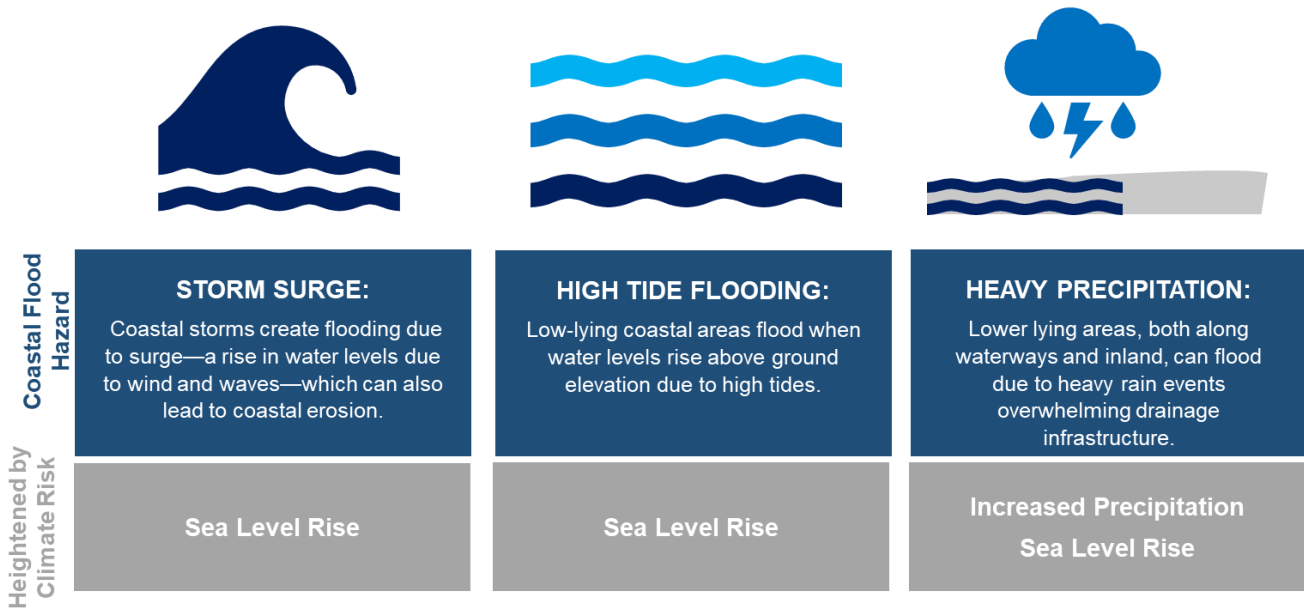 Coastal Flood
Hazard
STORM SURGE:
Coastal storms create flooding due
to surge—a rise in water levels due
to wind and waves—which can also
lead to coastal erosion.
HIGH TIDE FLOODING:
Low-lying coastal areas flood when
water levels rise above ground
elevation due to high tides.
HEAVY PRECIPITATION:
Lower lying areas, both along
waterways and inland, can flood
due to heavy rain events
overwhelming drainage
infrastructure.
Heightened by
Climate Risk
Sea Level Rise
Sea Level Rise
Increased Precipitation
Sea Level Rise